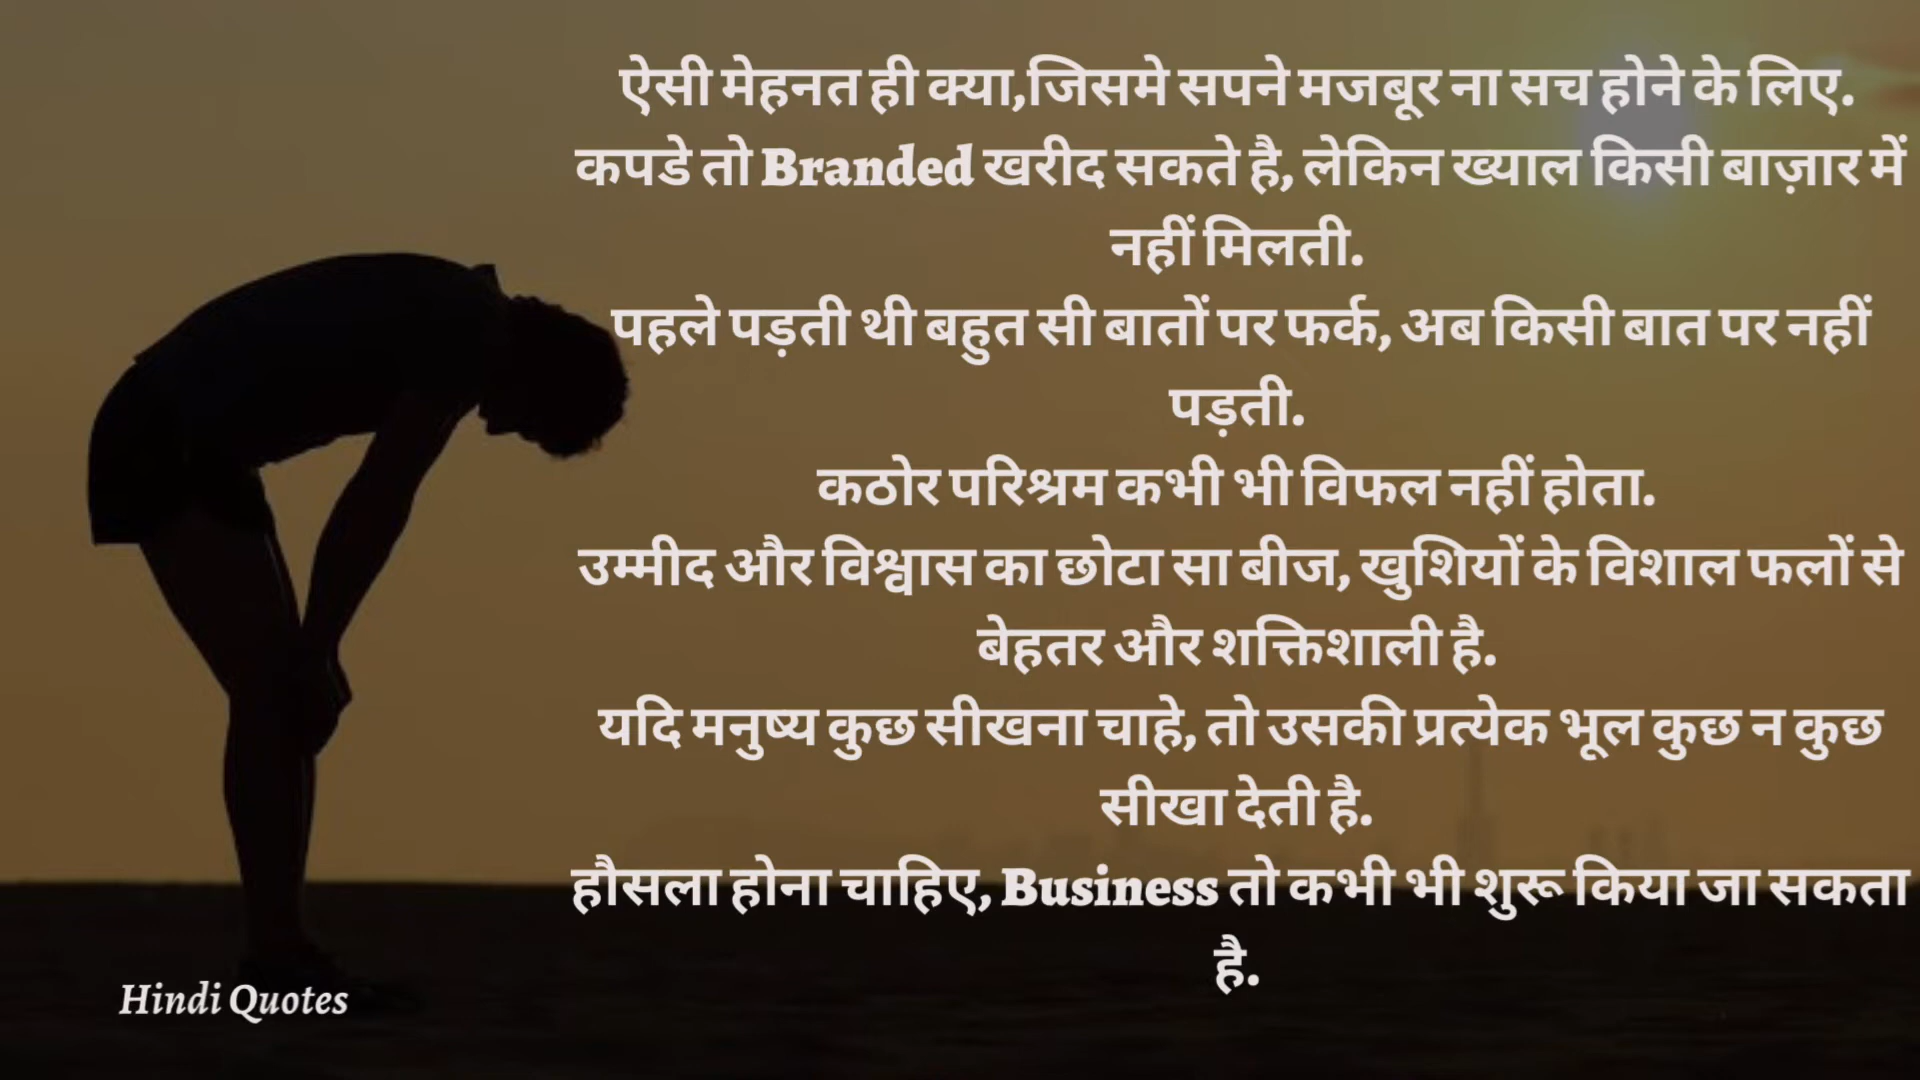 ऐसी मेहनत ही क्या,जिसमे सपने मजबूर ना सच होने के लिए.
कपडे तो Branded खरीद सकते है, लेकिन ख्याल किसी बाज़ार में
नहीं मिलती.
पहले पड़ती थी बहुत सी बातों पर फर्क, अब किसी बात पर नहीं
पड़ती.
कठोर परिश्रम कभी भी विफल नहीं होता.
उम्मीद और विश्वास का छोटा सा बीज, खुशियों के विशाल फलों से
बेहतर और शक्तिशाली है.
यदि मनुष्य कुछ सीखना चाहे, तो उसकी प्रत्येक भूल कुछ न कुछ
सीखा देती है.
हौसला होना चाहिए, Business तो कभी भी शुरू किया जा सकता
है.
Hindi Quotes